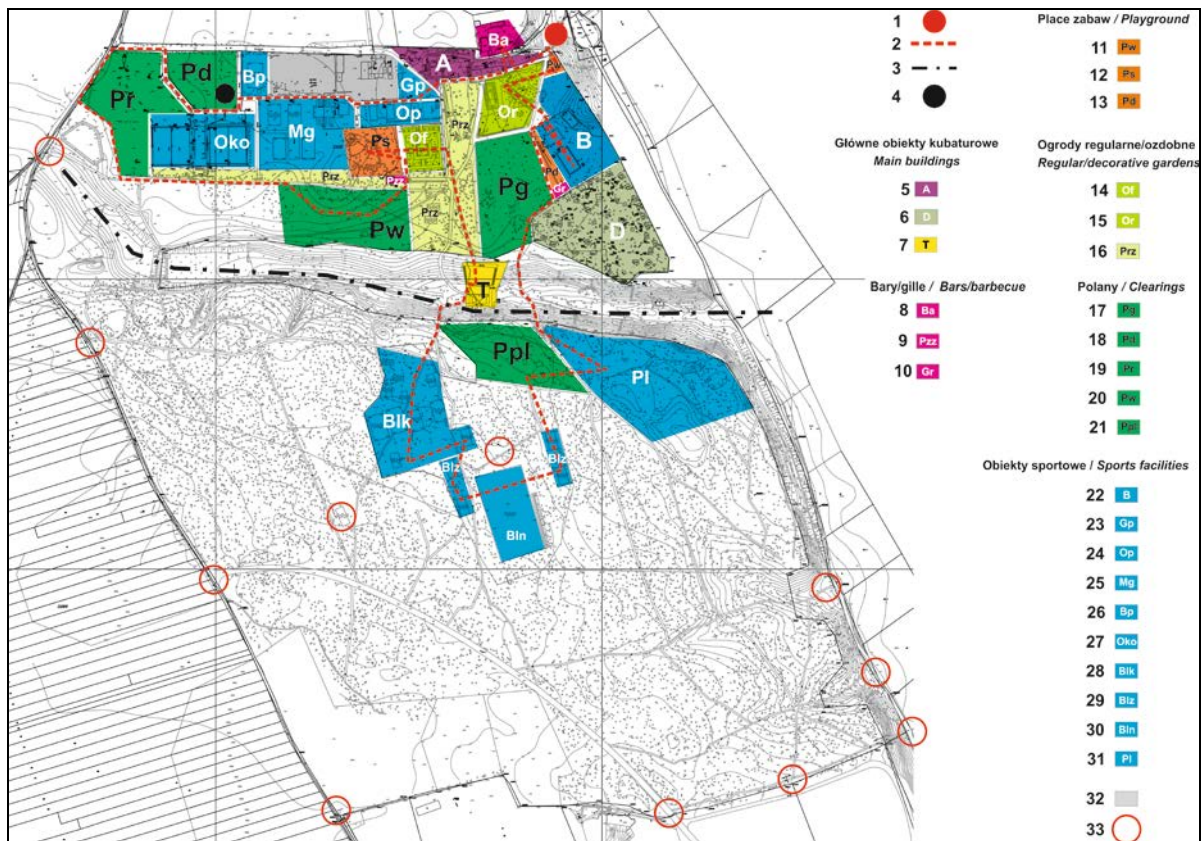 Ba
A
Pw
Pd
Bp
Pr
Gp
Or
Op
Prz
B
Oko
Mg
Ps
Of
Pd
Prz
Przz
Gr
Pg
Prz
Pw
D
T
Ppl
Pl
Blk
Blz
Blz
Bln
1
2
3
4
Główne obiekty kubaturowe
Main buildings
5 A
6 D
7 T
Bary/gille / Bars/barbecue
8 Ba
9 Pzz
10 Gr
Place zabaw / Playground
11 Pw
12 Ps
13 Pd
Ogrody regularne/ozdobne
Regular/decorative gardens
14 Of
15 Or
16 Prz
Polany / Clearings
17 Pg
18 Pd
19 Pr
20 Pw
21 Ppl
Obiekty sportowe / Sports facilities
22 B
23 Gp
24 Op
25 Mg
26 Bp
27 Oko
28 Blk
29 Blz
30 Bln
31 Pl
32
33